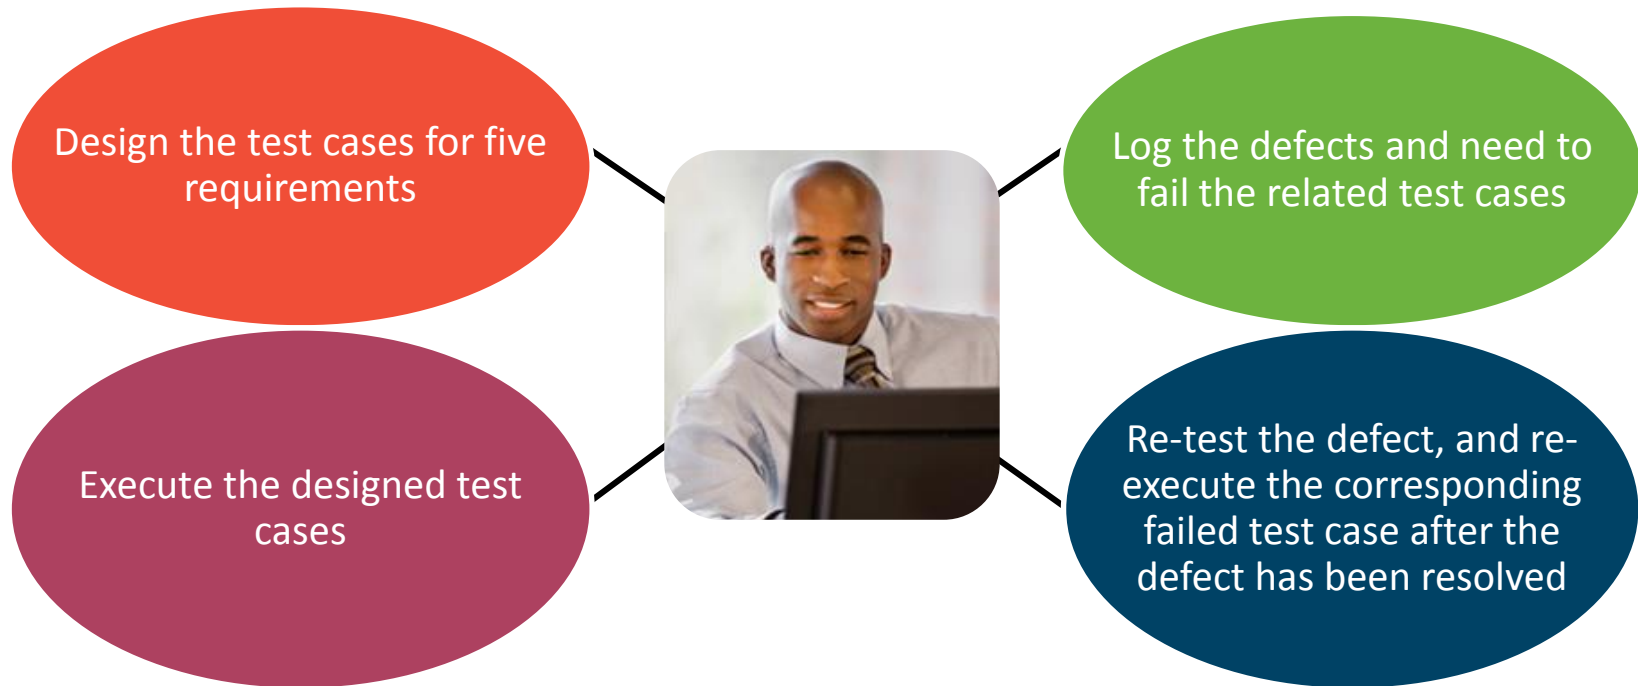 Design the test cases for five
requirements
Execute the designed test
cases
Log the defects and need to
fail the related test cases
Re-test the defect, and re-
execute the corresponding
failed test case after the
defect has been resolved